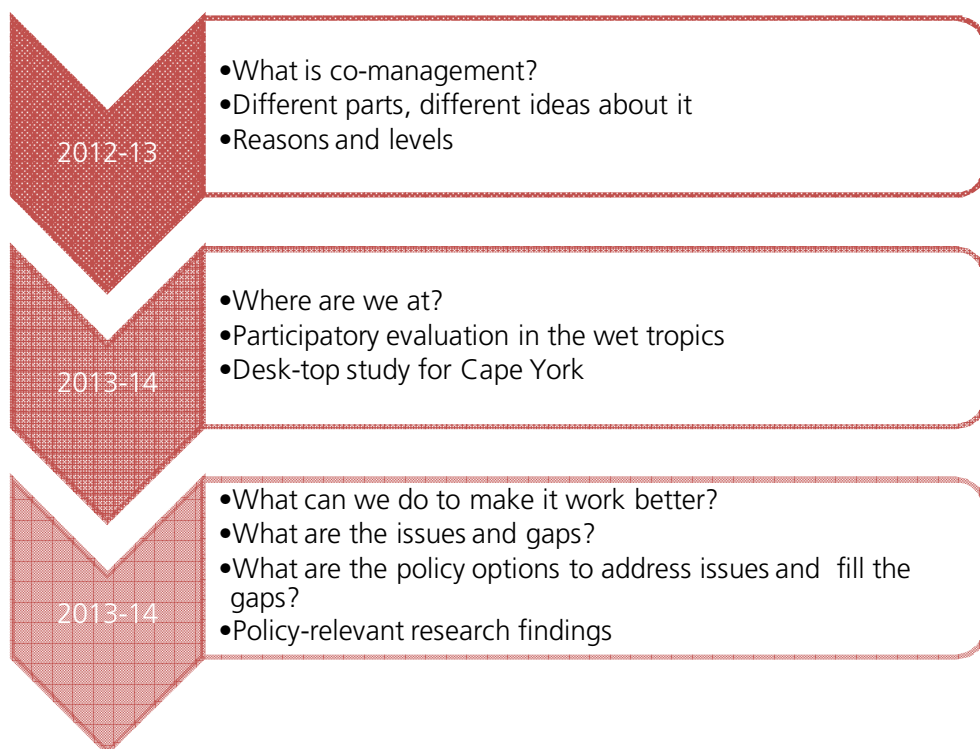 2012-13
•What is co-management?
•Different parts, different ideas about it
•Reasons and levels
2013-14
•Where are we at?
•Participatory evaluation in the wet tropics
•Desk-top study for Cape York
2013-14
•What can we do to make it work better?
•What are the issues and gaps?
•What are the policy options to address issues and fill the
gaps?
•Policy-relevant research findings